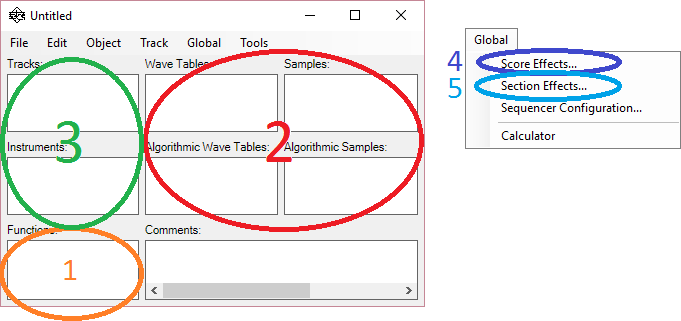 Untitled
File Edit Object Track Global Tools
Tracks: Wave Tables: Samples:
3 2
Instruments: Algorithmic Wave Tables: Algorithmic Samples:
Functions: Comments:
1
Global
4 Score Effects...
5 Section Effects...
Sequencer Configuration...
Calculator